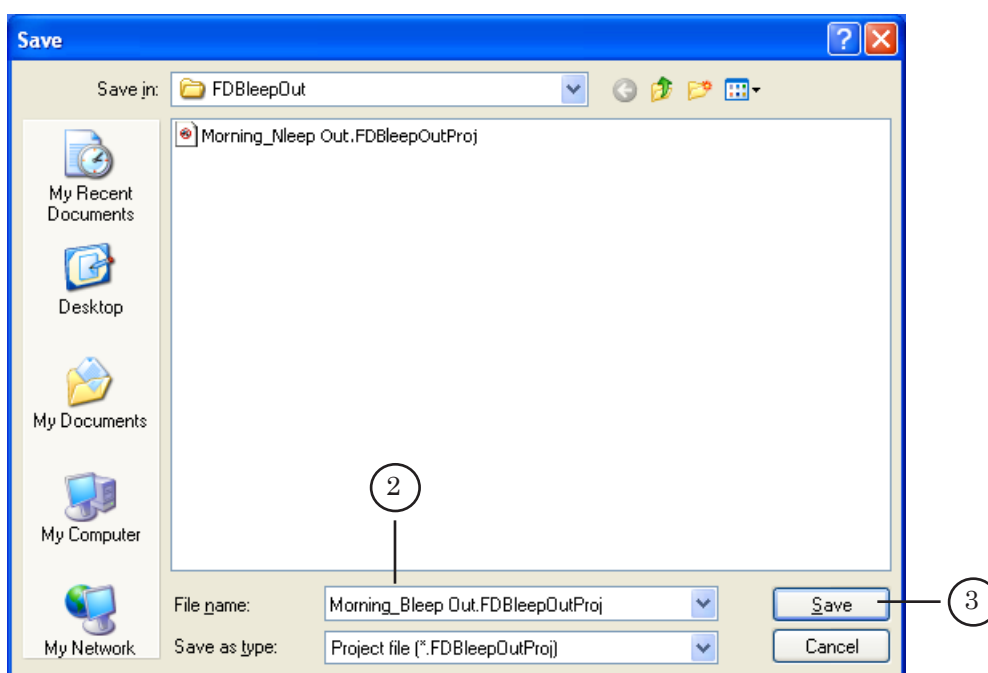 Save
Save in: FDBleepOut
Morning_Nleep Out.FDBleepOutProj
My Recent
Documents
Desktop
My Documents
My Computer
My Network
2
File name: Morning_Bleep Out.FDBleepOutProj Save 3
Save as type: Project file (*.FDBleepOutProj) Cancel